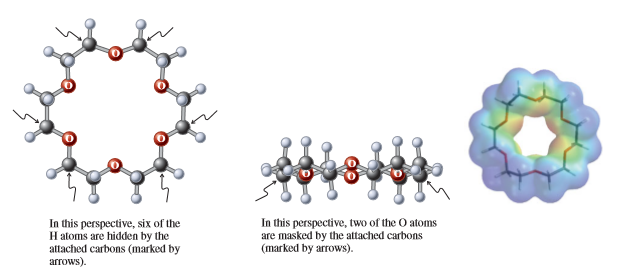 In this perspective, six of the
H atoms are hidden by the
attached carbons (marked by
arrows).
In this perspective, two of the O atoms
are masked by the attached carbons
(marked by arrows).